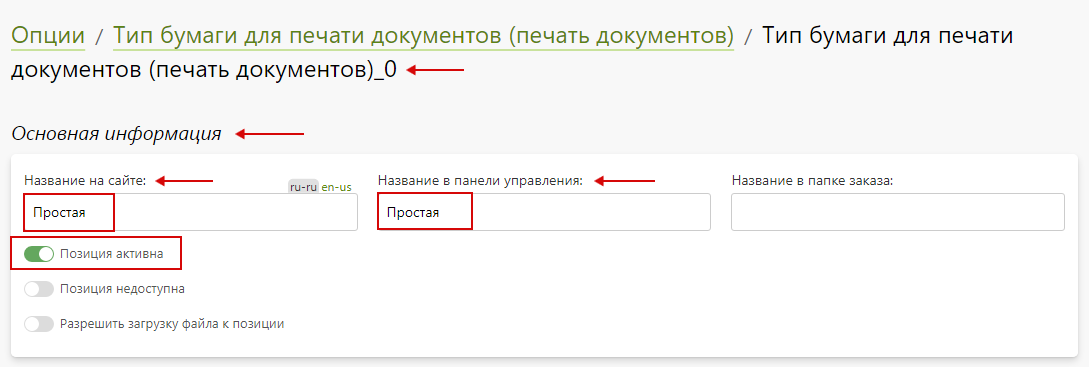 Опции / Тип бумаги для печати документов (печать документов) / Тип бумаги для печати
документов (печать документов)_0
Основная информация
Название на сайте:
ru-ru en-us
Простая
Название в панели управления:
Простая
Название в папке заказа:
Позиция активна
Позиция недоступна
Разрешить загрузку файла к позиции